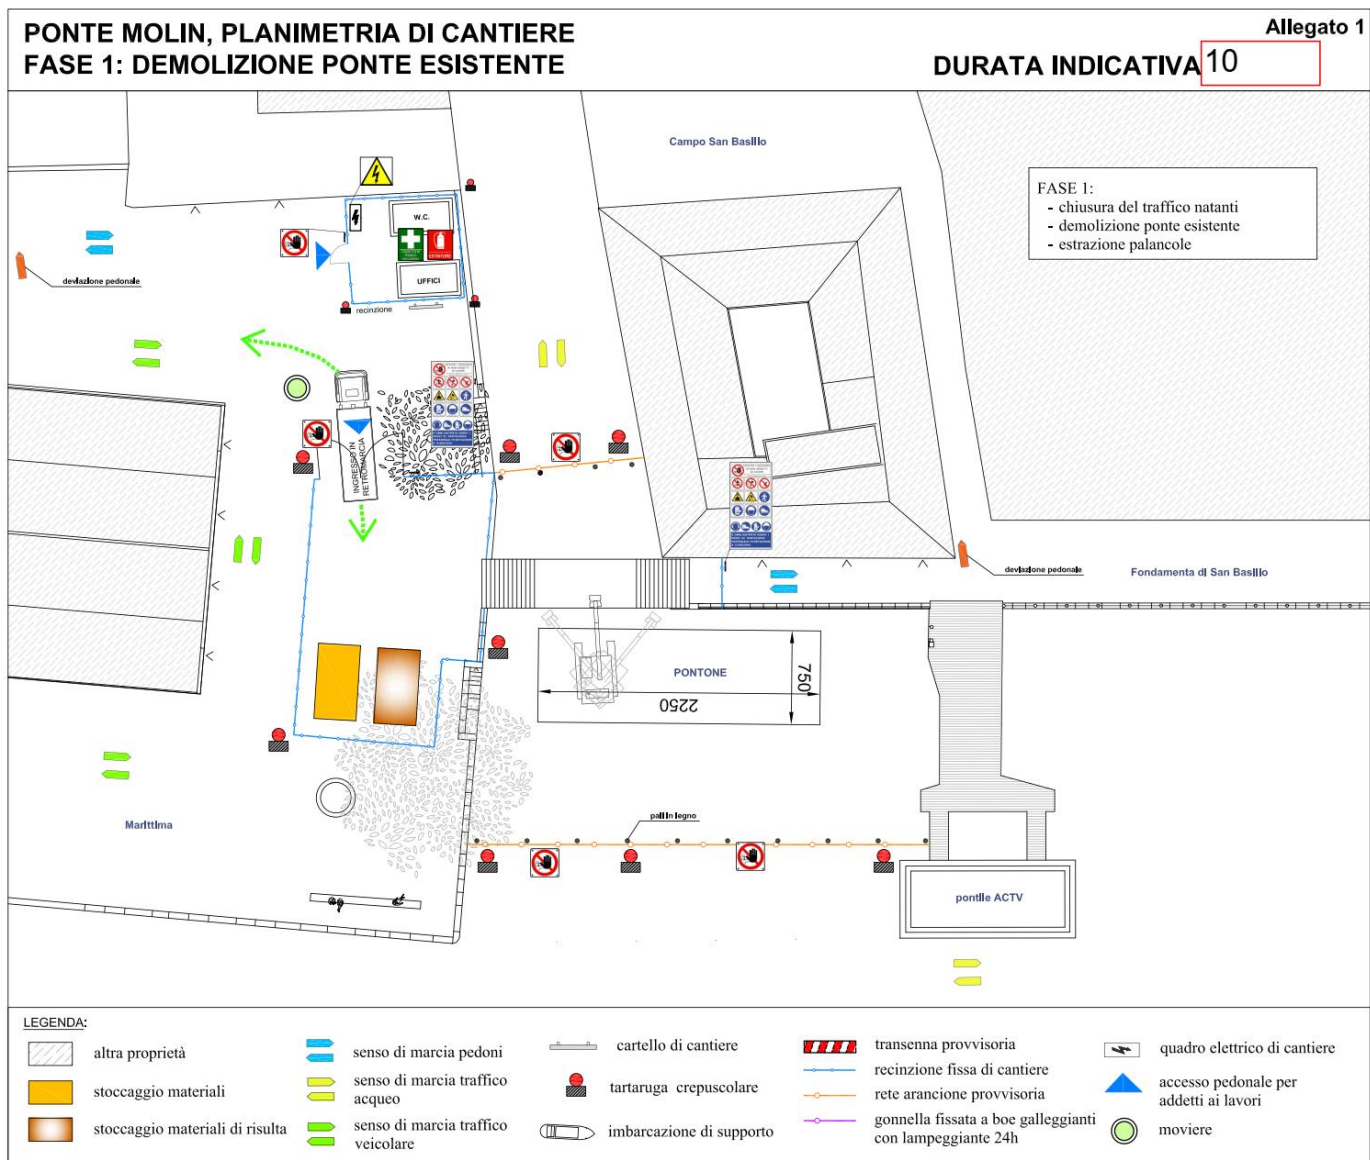 PONTE MOLIN, PLANIMETRIA DI CANTIERE
FASE 1: DEMOLIZIONE PONTE ESISTENTE
Allegato 1
DURATA INDICATIVA 10
Campo San Basilio
FASE 1:
- chiusura del traffico natanti
- demolizione ponte esistente
- estrazione palancole
W.C.
ESTINTORE
UFFICI
recinzione
deviazione pedonale
INGRESSO IN
RETROMARCIA
deviazione pedonale
Fondamenta di San Basilio
PONTONE
750
2250
Marittima
pali in legno
pontile ACTV
LEGENDA:
altra proprietà
stoccaggio materiali
stoccaggio materiali di risulta
senso di marcia pedoni
senso di marcia traffico
acqueo
senso di marcia traffico
veicolare
cartello di cantiere
tartaruga crepuscolare
imbarcazione di supporto
transenna provvisoria
recinzione fissa di cantiere
rete arancione provvisoria
gonnella fissata a boe galleggianti
con lampeggiante 24h
quadro elettrico di cantiere
accesso pedonale per
addetti ai lavori
moviere